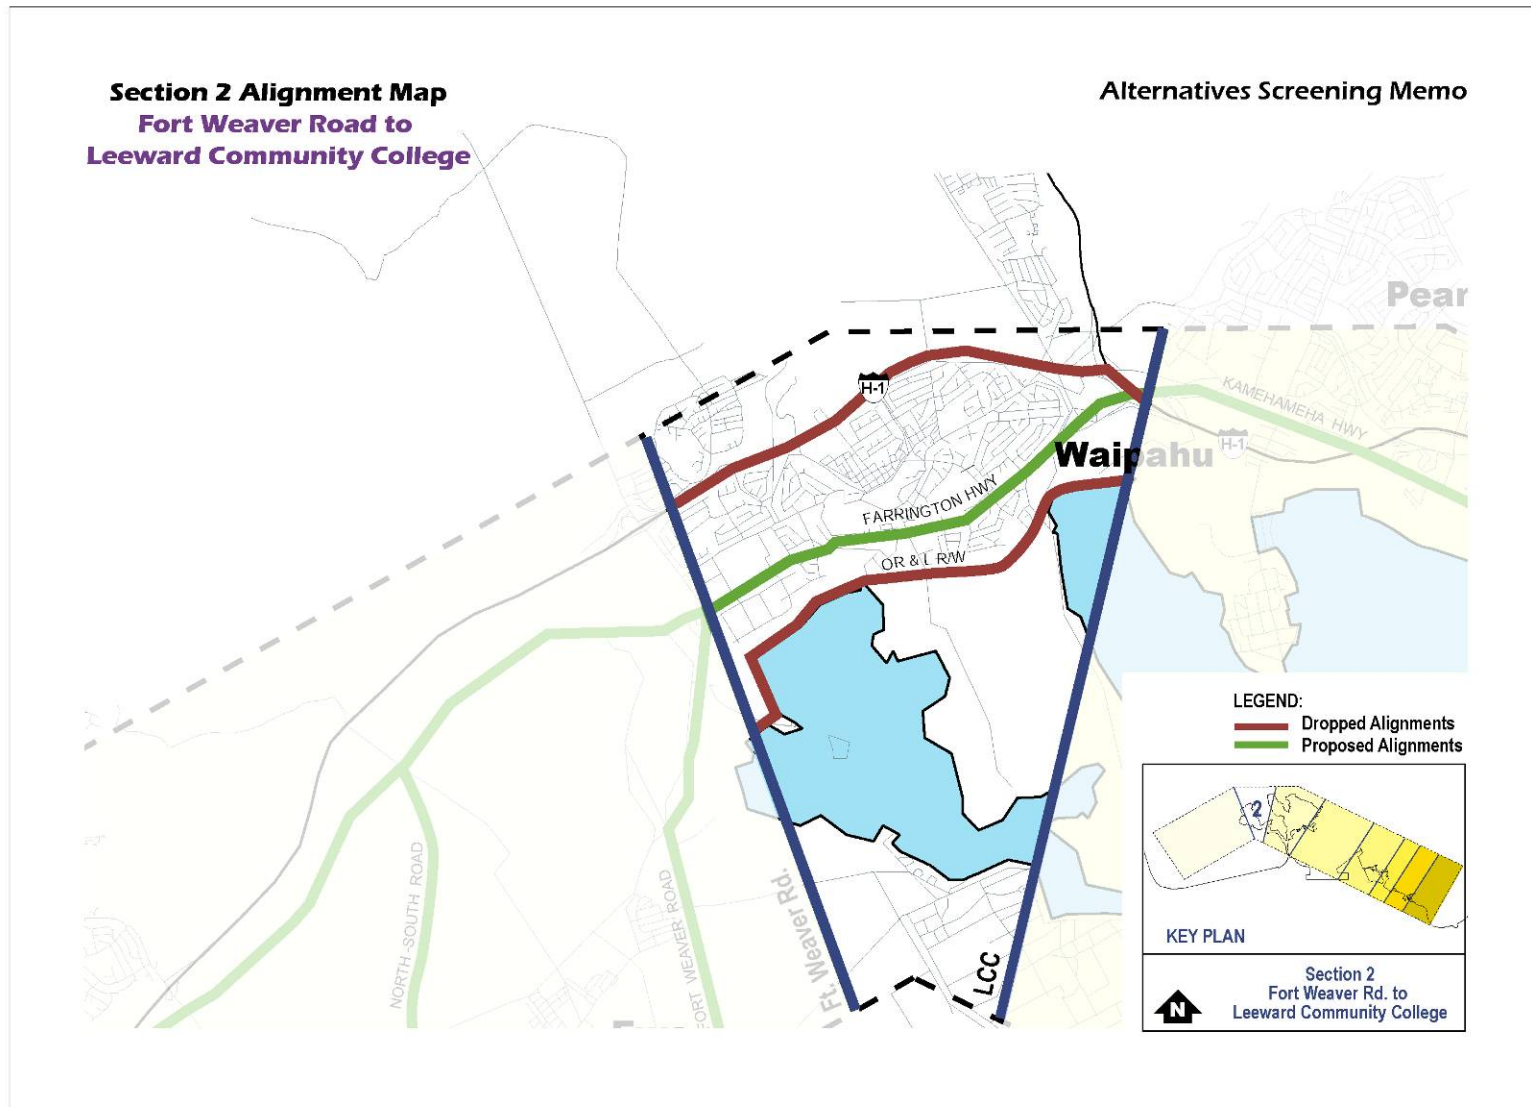 Section 2 Alignment Map
Fort Weaver Road to
Leeward Community College
Alternatives Screening Memo
Pear
H-1
KAMEHAMEHA HWY
H-1
Waipahu
FARRINGTON HWY
OR & L R/W
NORTH-SOUTH ROAD
FORT WEAVER ROAD
Ft. Weaver Rd.
LCC
LEGEND:
Dropped Alignments
Proposed Alignments
2
KEY PLAN
N
Section 2
Fort Weaver Rd. to
Leeward Community College